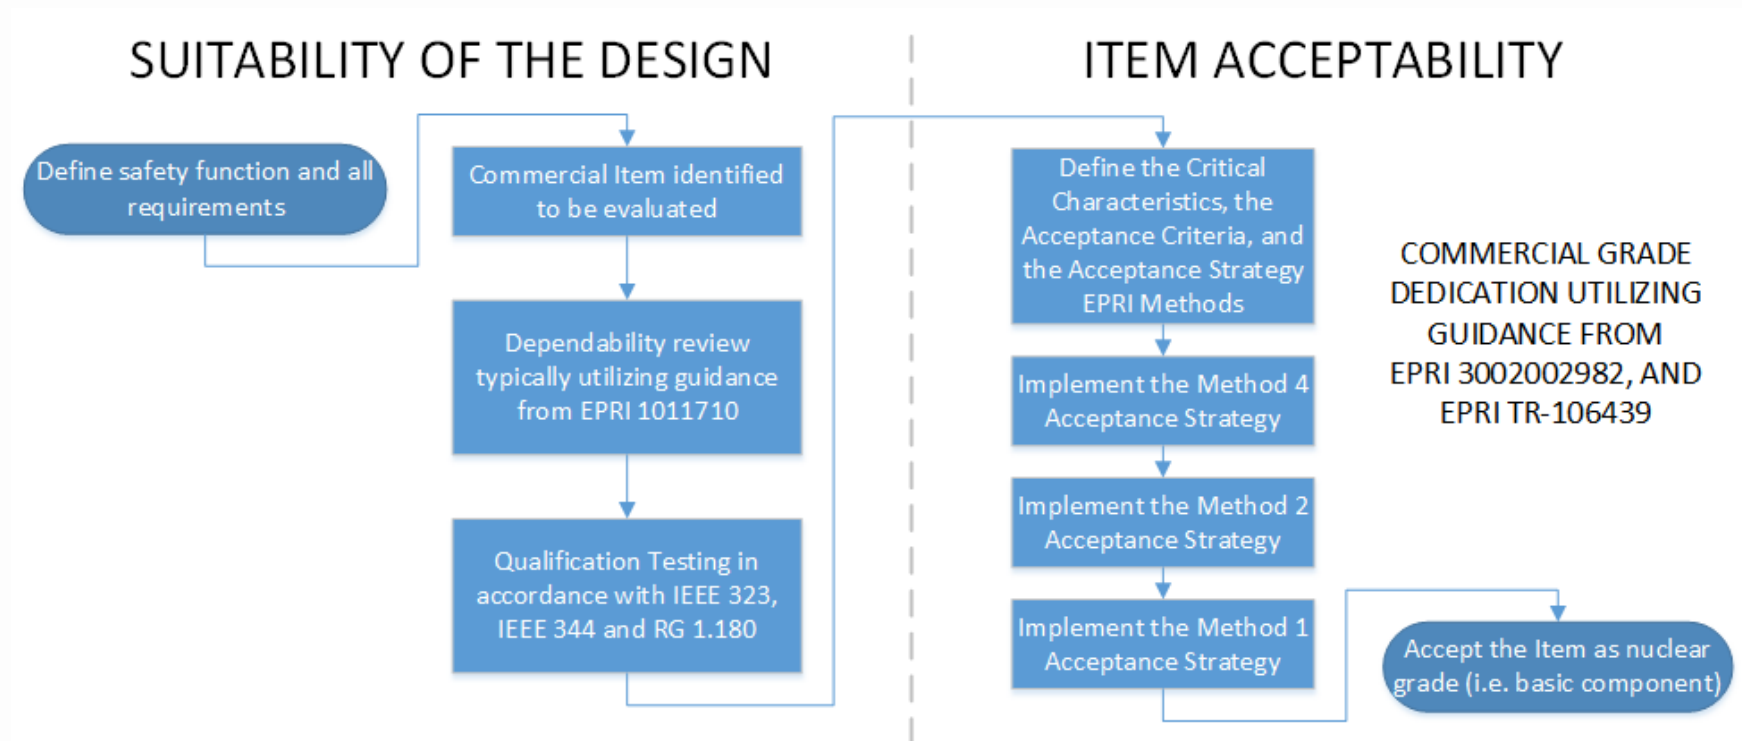 SUITABILITY OF THE DESIGN
Define safety function and all
requirements
Commercial Item identified
to be evaluated
Dependability review
typically utilizing guidance
from EPRI 1011710
Qualification Testing in
accordance with IEEE 323,
IEEE 344 and RG 1.180
ITEM ACCEPTABILITY
Define the Critical
Characteristics, the
Acceptance Criteria, and
the Acceptance Strategy
EPRI Methods
Implement the Method 4
Acceptance Strategy
Implement the Method 2
Acceptance Strategy
Implement the Method 1
Acceptance Strategy
Accept the Item as nuclear
grade (i.e. basic component)
COMMERCIAL GRADE
DEDICATION UTILIZING
GUIDANCE FROM
EPRI 3002002982, AND
EPRI TR-106439